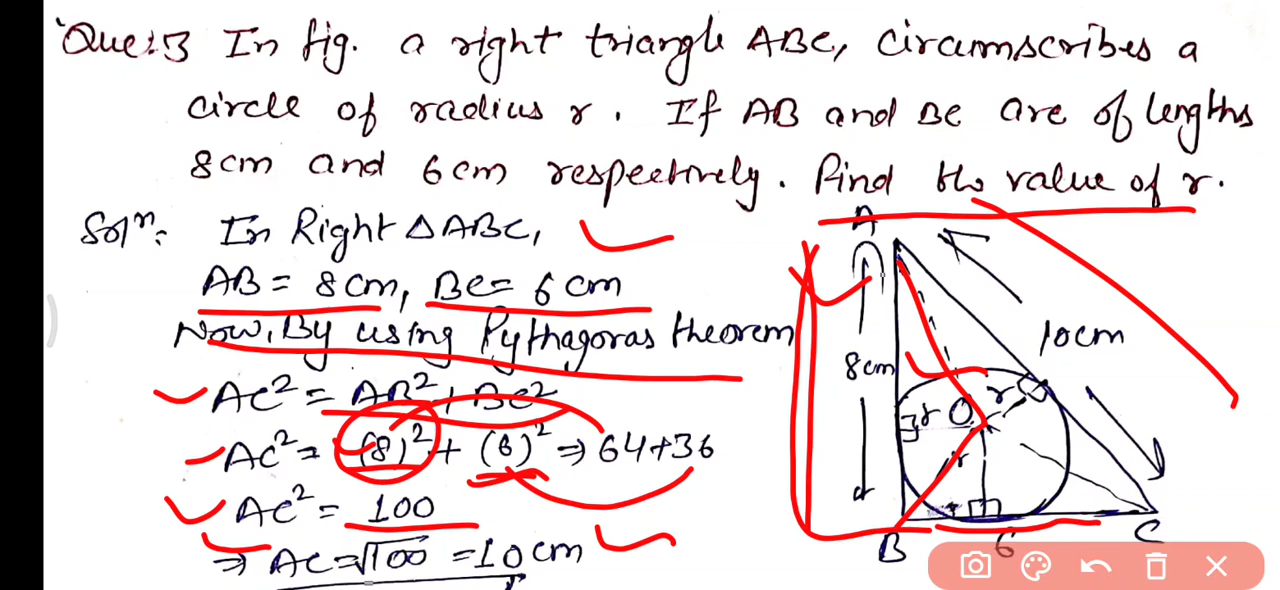 Que:3 In fig. a right triangle ABC, circumscribes a
circle of radius r. If AB and BC are of lengths
8cm and 6cm respectively. Find the value of r.
Solⁿ: In Right △ABC,
AB = 8cm, BC = 6cm
Now, By using Pythagoras theorem
AC² = AB² + BC²
AC² = (8)² + (6)² ⇒ 64+36
AC² = 100
⇒ AC = √100 = 10cm
A
10cm
8cm
r O r
r
B 6 C